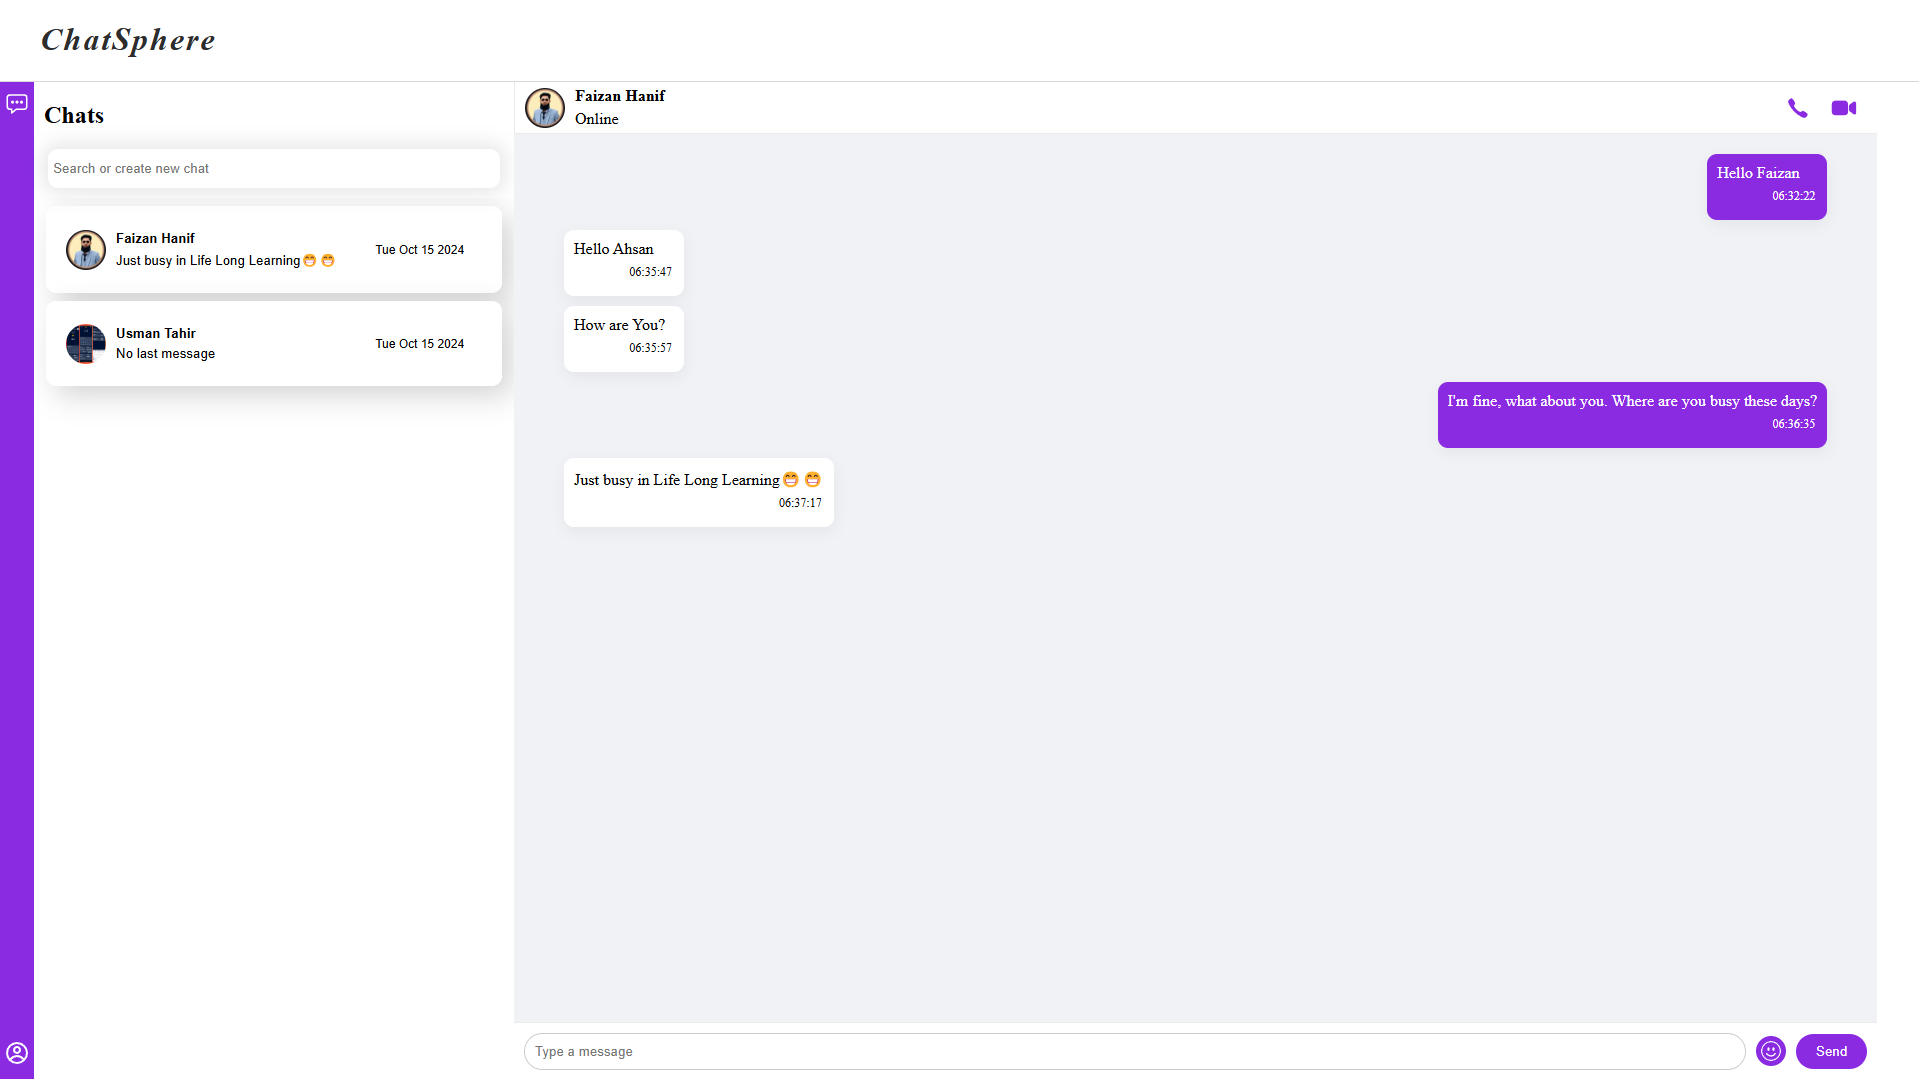 ChatSphere
Chats
Search or create new chat
Faizan Hanif
Just busy in Life Long Learning😁 😁
Tue Oct 15 2024
Usman Tahir
No last message
Tue Oct 15 2024
Faizan Hanif
Online
Hello Faizan
06:32:22
Hello Ahsan
06:35:47
How are You?
06:35:57
I'm fine, what about you. Where are you busy these days?
06:36:35
Just busy in Life Long Learning😁 😁
06:37:17
Type a message
Send